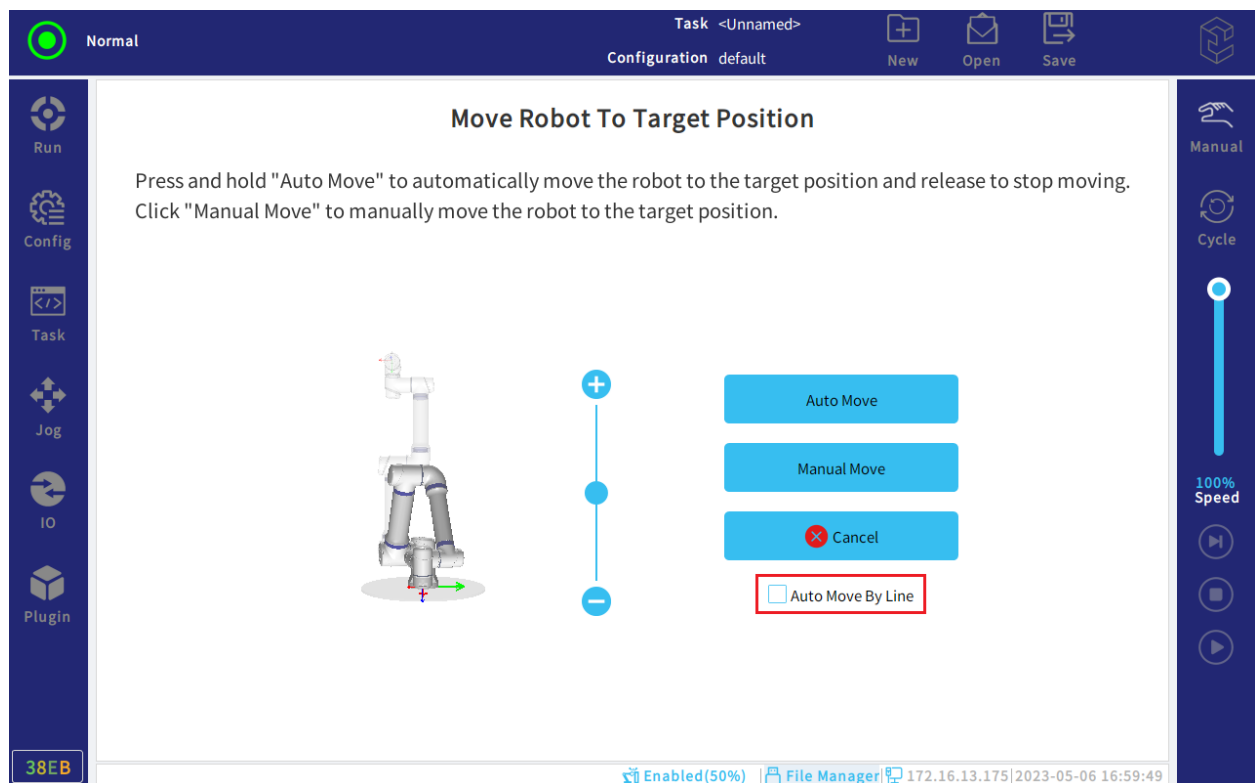 Normal
Task <Unnamed>
Configuration default
New
Open
Save
Run
Config
Task
Jog
IO
Plugin
38EB
Move Robot To Target Position
Press and hold "Auto Move" to automatically move the robot to the target position and release to stop moving.
Click "Manual Move" to manually move the robot to the target position.
Auto Move
Manual Move
Cancel
Auto Move By Line
Manual
Cycle
100%
Speed
Enabled(50%) | File Manager| 172.16.13.175|2023-05-06 16:59:49